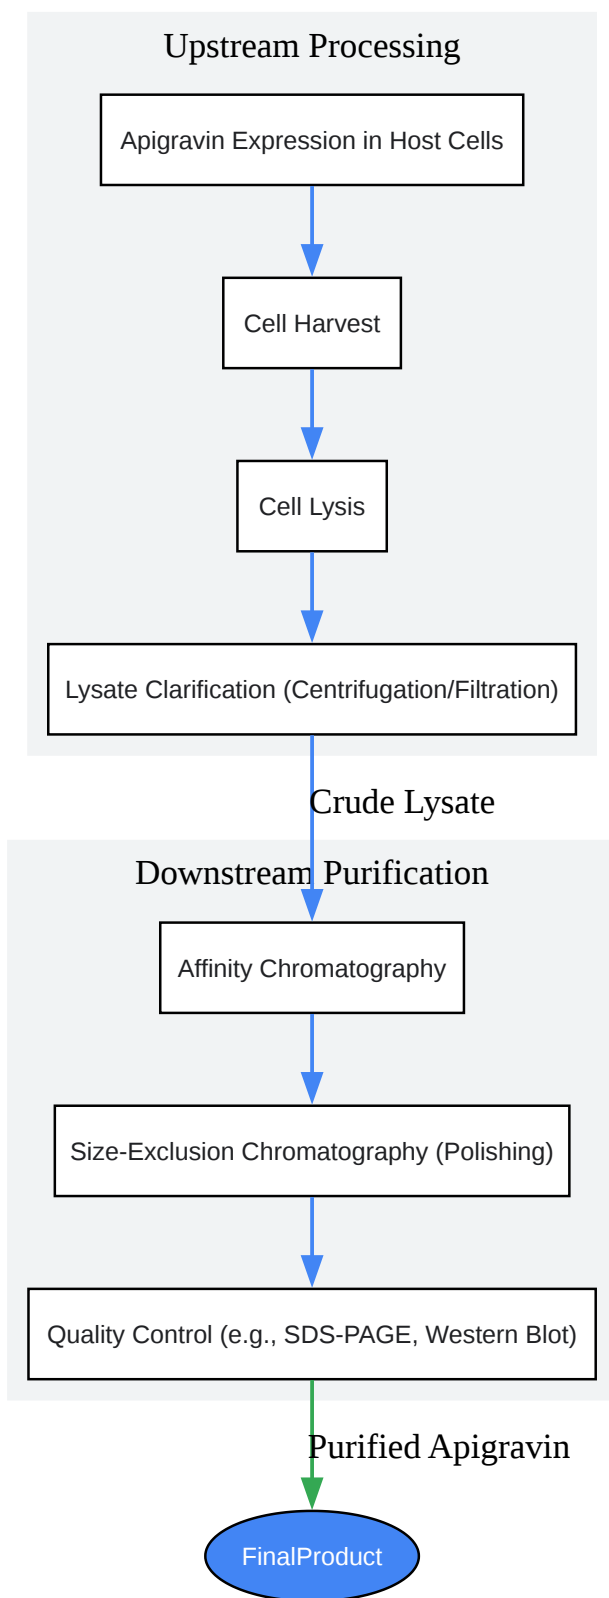 Upstream Processing
Apigravin Expression in Host Cells
Cell Harvest
Cell Lysis
Lysate Clarification (Centrifugation/Filtration)
Crude Lysate
Downstream Purification
Affinity Chromatography
Size-Exclusion Chromatography (Polishing)
Quality Control (e.g., SDS-PAGE, Western Blot)
Purified Apigravin
FinalProduct